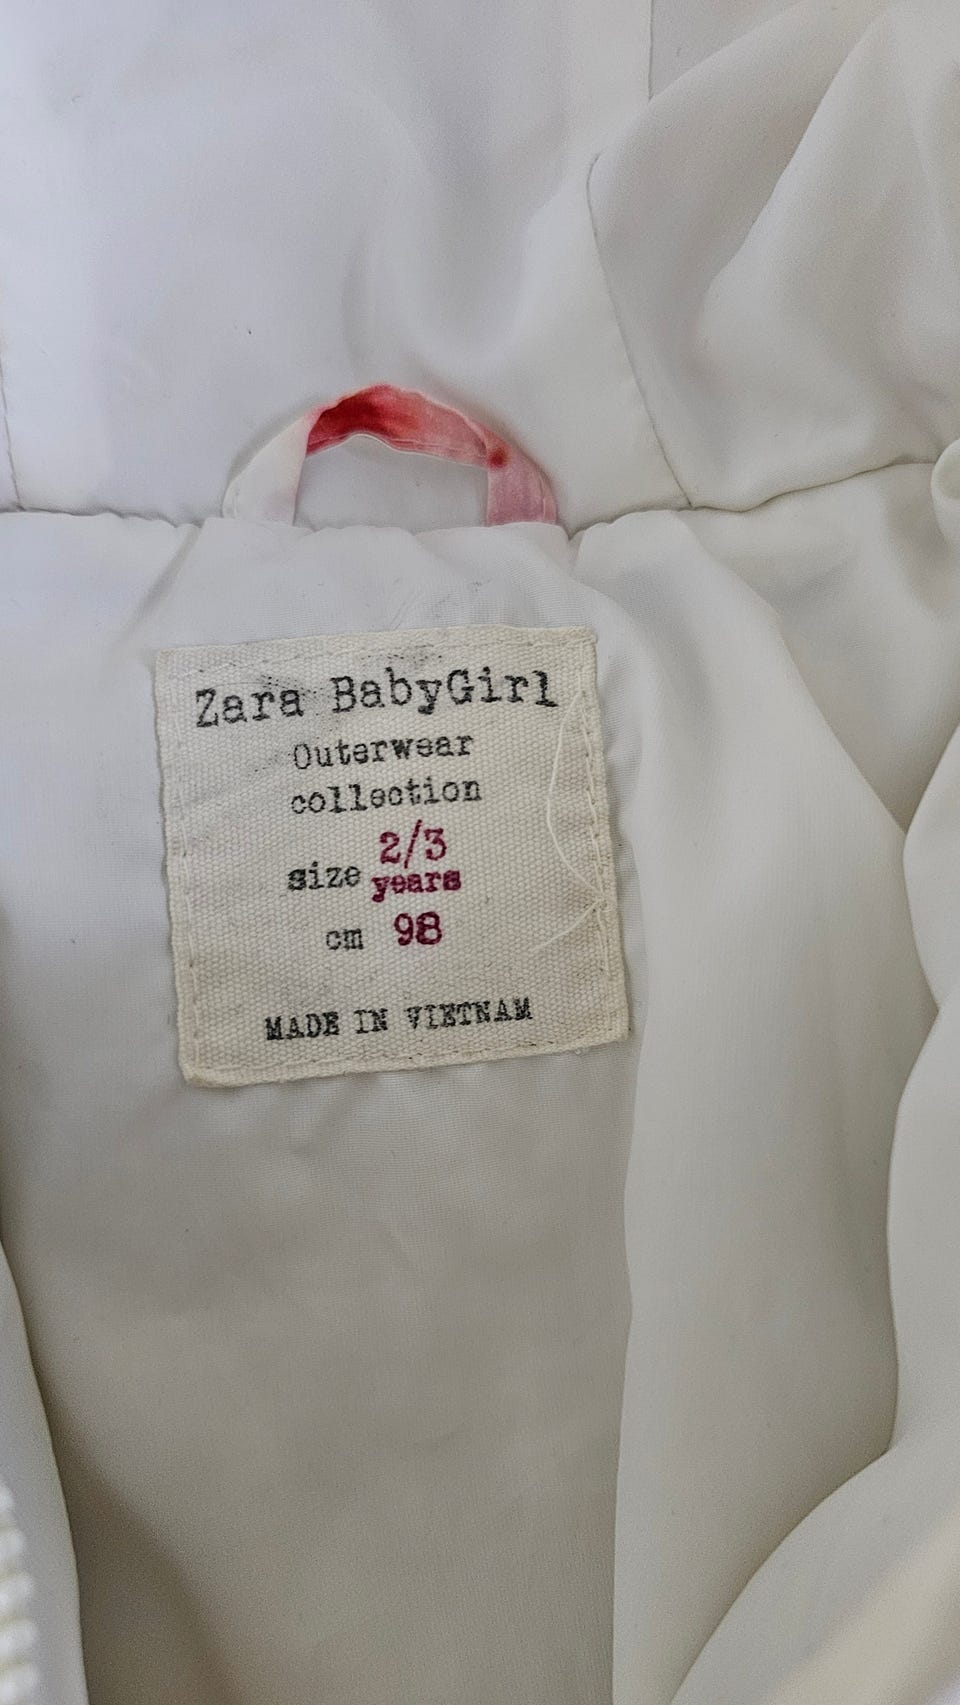 Zara BabyGirl
Outerwear
collection
size 2/3 years
cm 98
MADE IN VIETNAM